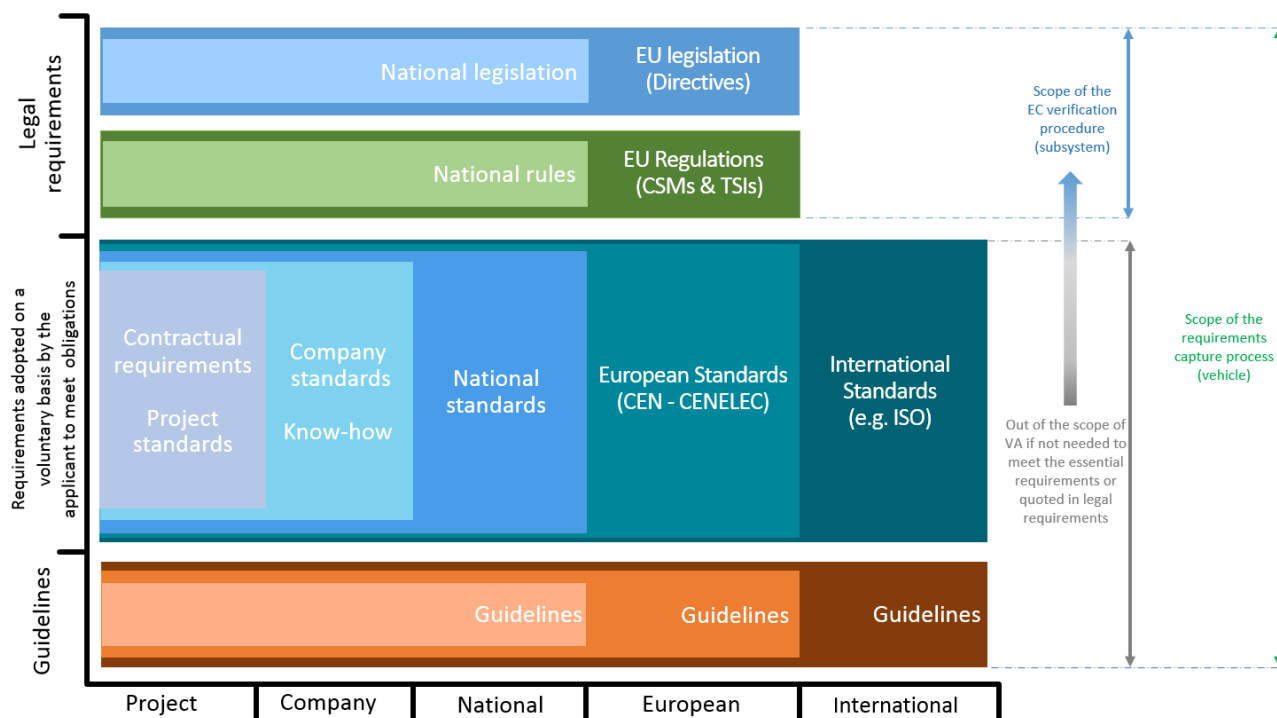 Legal
requirements
National legislation
EU legislation
(Directives)
National rules
EU Regulations
(CSMs & TSIs)
Scope of the
EC verification
procedure
(subsystem)
Requirements adopted on a
voluntary basis by the
applicant to meet obligations
Contractual
requirements
Project
standards
Company
standards
Know-how
National
standards
European Standards
(CEN - CENELEC)
International
Standards
(e.g. ISO)
Out of the scope of
VA if not needed to
meet the essential
requirements or
quoted in legal
requirements
Scope of the
requirements
capture process
(vehicle)
Guidelines
Guidelines
Guidelines
Guidelines
Project
Company
National
European
International